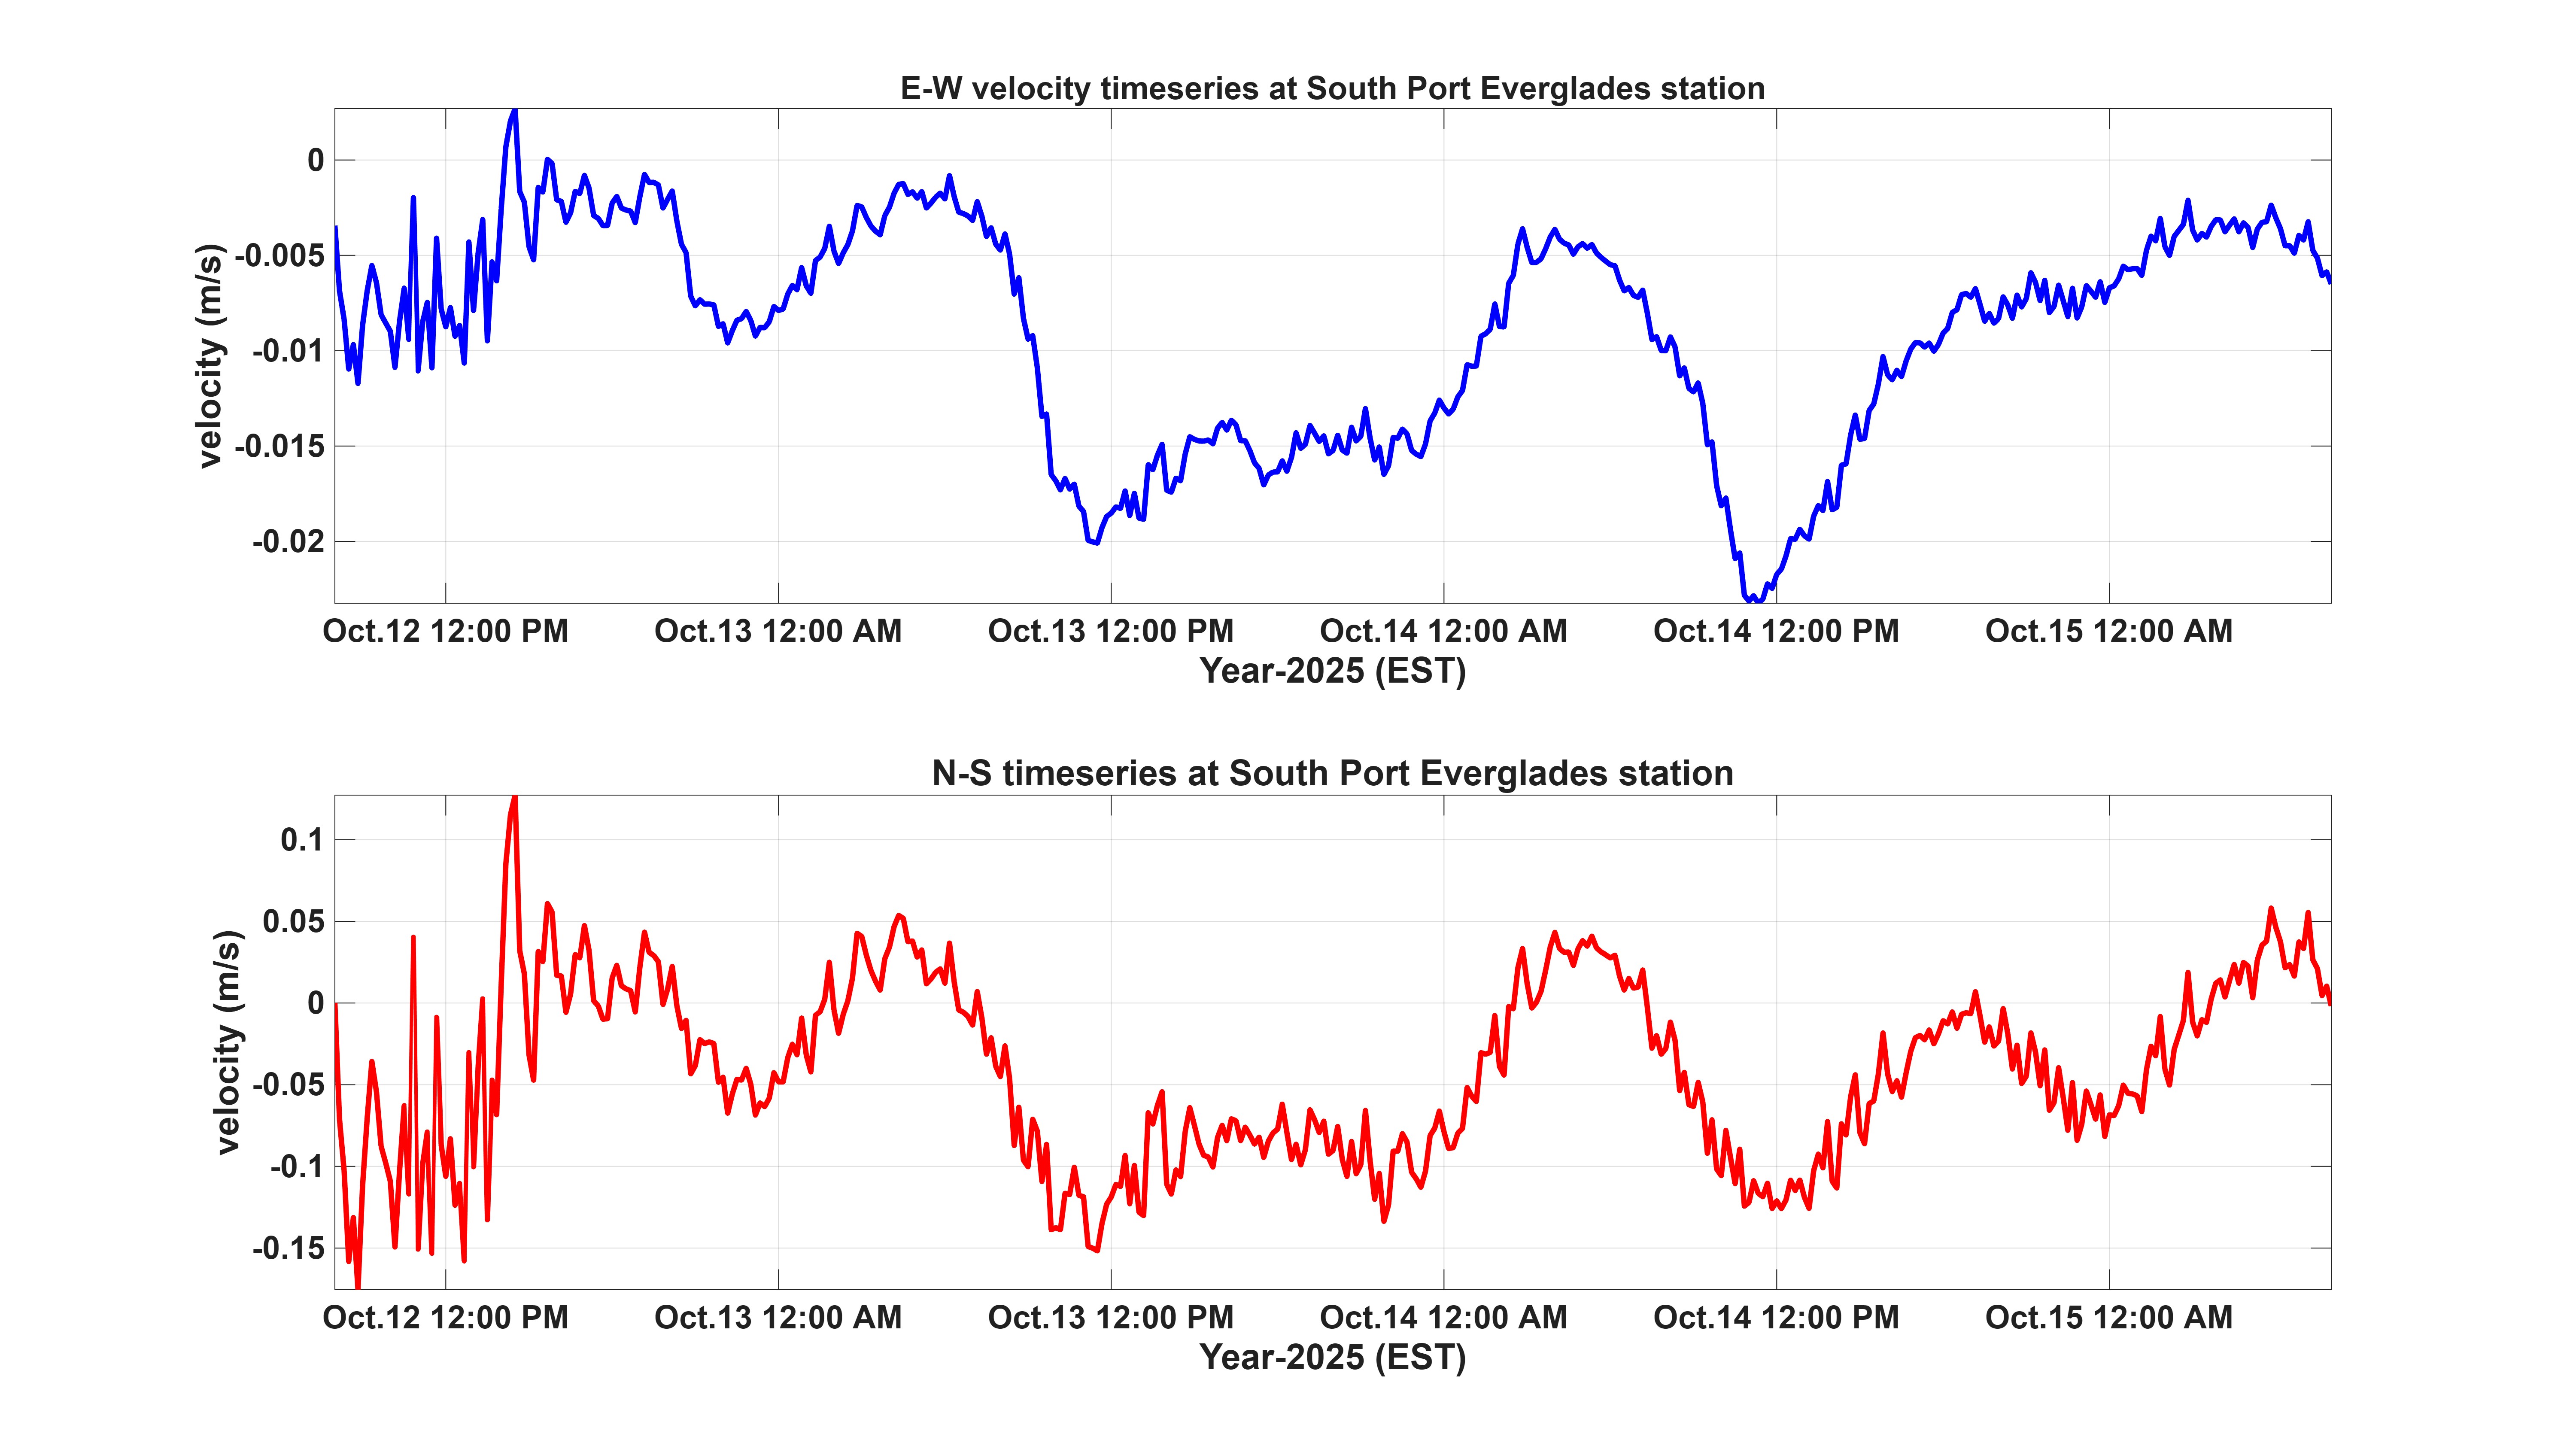 E-W velocity timeseries at South Port Everglades station
0
-0.005
-0.01
-0.015
-0.02
velocity (m/s)
Oct.12 12:00 PM Oct.13 12:00 AM Oct.13 12:00 PM Oct.14 12:00 AM Oct.14 12:00 PM Oct.15 12:00 AM
Year-2025 (EST)
N-S timeseries at South Port Everglades station
0.1
0.05
0
-0.05
-0.1
-0.15
velocity (m/s)
Oct.12 12:00 PM Oct.13 12:00 AM Oct.13 12:00 PM Oct.14 12:00 AM Oct.14 12:00 PM Oct.15 12:00 AM
Year-2025 (EST)